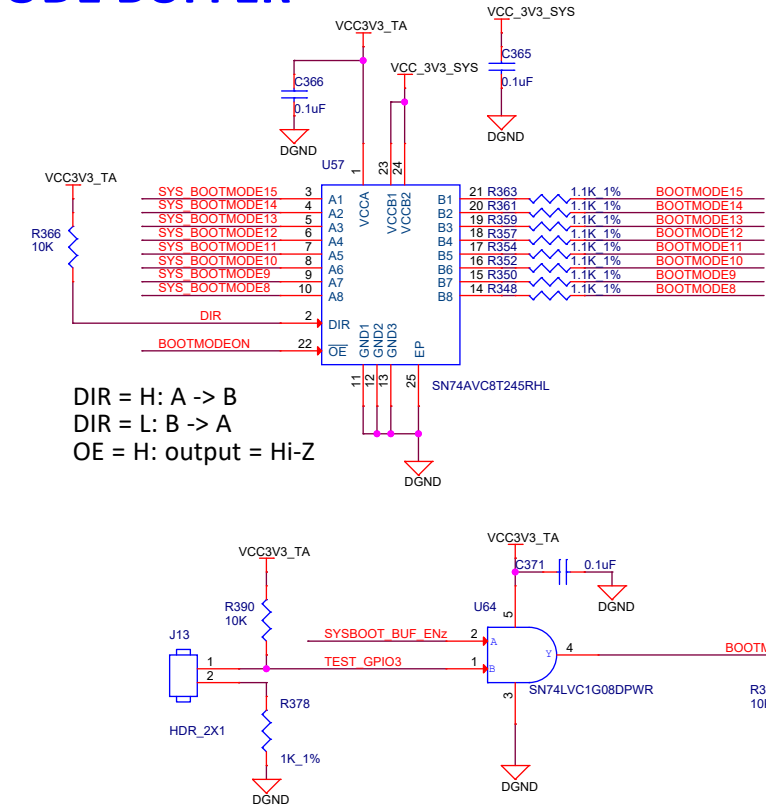 VCC3V3_TA
VCC_3V3_SYS
C366
0.1uF
DGND
VCC_3V3_SYS
C365
0.1uF
DGND
U57
VCC3V3_TA
R366
10K
1
23
24
VCCA
VCCB1
VCCB2
SYS_BOOTMODE15 3 A1 B1 21 R363 1.1K_1% BOOTMODE15
SYS_BOOTMODE14 4 A2 B2 20 R361 1.1K_1% BOOTMODE14
SYS_BOOTMODE13 5 A3 B3 19 R359 1.1K_1% BOOTMODE13
SYS_BOOTMODE12 6 A4 B4 18 R357 1.1K_1% BOOTMODE12
SYS_BOOTMODE11 7 A5 B5 17 R354 1.1K_1% BOOTMODE11
SYS_BOOTMODE10 8 A6 B6 16 R352 1.1K_1% BOOTMODE10
SYS_BOOTMODE9 9 A7 B7 15 R350 1.1K_1% BOOTMODE9
SYS_BOOTMODE8 10 A8 B8 14 R348 1.1K_1% BOOTMODE8
DIR 2 DIR
BOOTMODEON 22 OE
GND1
GND2
GND3
EP
11
12
13
25
SN74AVC8T245RHL
DGND
DIR = H: A -> B
DIR = L: B -> A
OE = H: output = Hi-Z
VCC3V3_TA
R390
10K
J13
1
2
HDR_2X1
R378
1K_1%
DGND
VCC3V3_TA
C371 0.1uF
DGND
U64
5
SYSBOOT_BUF_ENz 2 A
TEST_GPIO3 1 B
Y 4
3
SN74LVC1G08DPWR
DGND